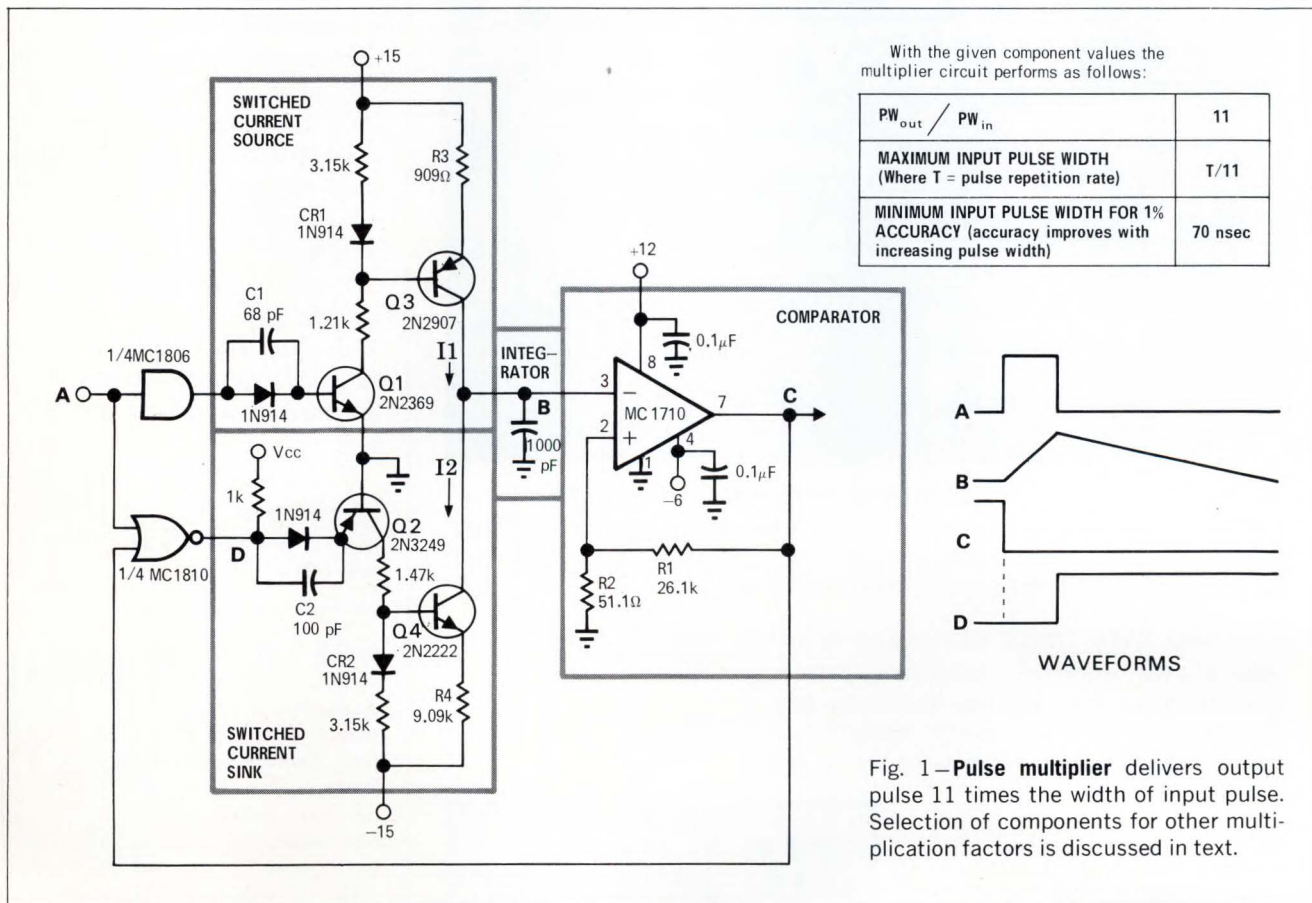 +15
SWITCHED
CURRENT
SOURCE
3.15k
R3
909Ω
CR1
1N914
Q3
2N2907
C1
68 pF
1.21k
1/4MC1806
A
1N914
Q1
2N2369
I1
INTEG-
RATOR
B
1000
pF
Vcc
1k
1N914
D
1/4 MC1810
Q2
2N3249
C2
100 pF
1.47k
I2
Q4
2N2222
CR2
1N914
3.15k
R4
9.09k
SWITCHED
CURRENT
SINK
-15
COMPARATOR
+12
0.1μF
8
3
−
MC 1710
2
+
7
C
4
1
-6
0.1μF
R1
26.1k
R2
51.1Ω
With the given component values the
multiplier circuit performs as follows:
PWout / PWin 11
MAXIMUM INPUT PULSE WIDTH
(Where T = pulse repetition rate) T/11
MINIMUM INPUT PULSE WIDTH FOR 1%
ACCURACY (accuracy improves with
increasing pulse width) 70 nsec
A
B
C
D
WAVEFORMS
Fig. 1—Pulse multiplier delivers output
pulse 11 times the width of input pulse.
Selection of components for other multi-
plication factors is discussed in text.